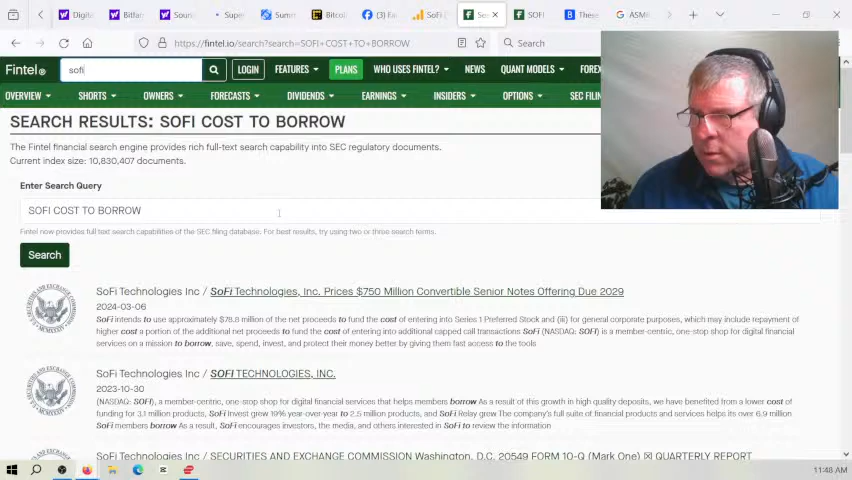 Digita
Bitfarm
Sound
Super
Summ
Bitcoi
SoFi (
Se
SOFI
These
ASM
https://fintel.io/search?search=SOFI+COST+TO+BORROW
Search
Fintel
sofi
LOGIN
FEATURES
PLANS
WHO USES FINTEL?
NEWS
QUANT MODELS
FOREX
OVERVIEW
SHORTS
OWNERS
FORECASTS
DIVIDENDS
EARNINGS
INSIDERS
OPTIONS
SEC FILIN
SEARCH RESULTS: SOFI COST TO BORROW
The Fintel financial search engine provides rich full-text search capability into SEC regulatory documents.
Current index size: 10,830,407 documents.
Enter Search Query
SOFI COST TO BORROW
Fintel now provides full text search capabilities of the SEC filing database. For best results, try using two or three search terms.
Search
SoFi Technologies Inc / SoFi Technologies, Inc. Prices $750 Million Convertible Senior Notes Offering Due 2029
2024-03-06
SoFi intends to use approximately $78.8 million of the net proceeds to fund the cost of entering into Series 1 Preferred Stock and (iii) for general corporate purposes, which may include repayment of
higher cost a portion of the additional net proceeds to fund the cost of entering into additional capped call transactions SoFi (NASDAQ: SOFI) is a member-centric, one-stop shop for digital financial
services on a mission to borrow, save, spend, invest, and protect their money better by giving them fast access to the tools
SoFi Technologies Inc / SOFI TECHNOLOGIES, INC.
2023-10-30
(NASDAQ: SOFI), a member-centric, one-stop shop for digital financial services that helps members borrow As a result of this growth in high quality deposits, we have benefited from a lower cost of
funding for 3.1 million products, SoFi Invest grew 19% year-over-year to 2.5 million products, and SoFi Relay grew The company's full suite of financial products and services helps its over 6.9 million
SoFi members borrow As a result, SoFi encourages investors, the media, and others interested in SoFi to review the information
SoFi Technologies Inc / SECURITIES AND EXCHANGE COMMISSION Washington, D.C. 20549 FORM 10-Q (Mark One) ☒ QUARTERLY REPORT
11:48 AM